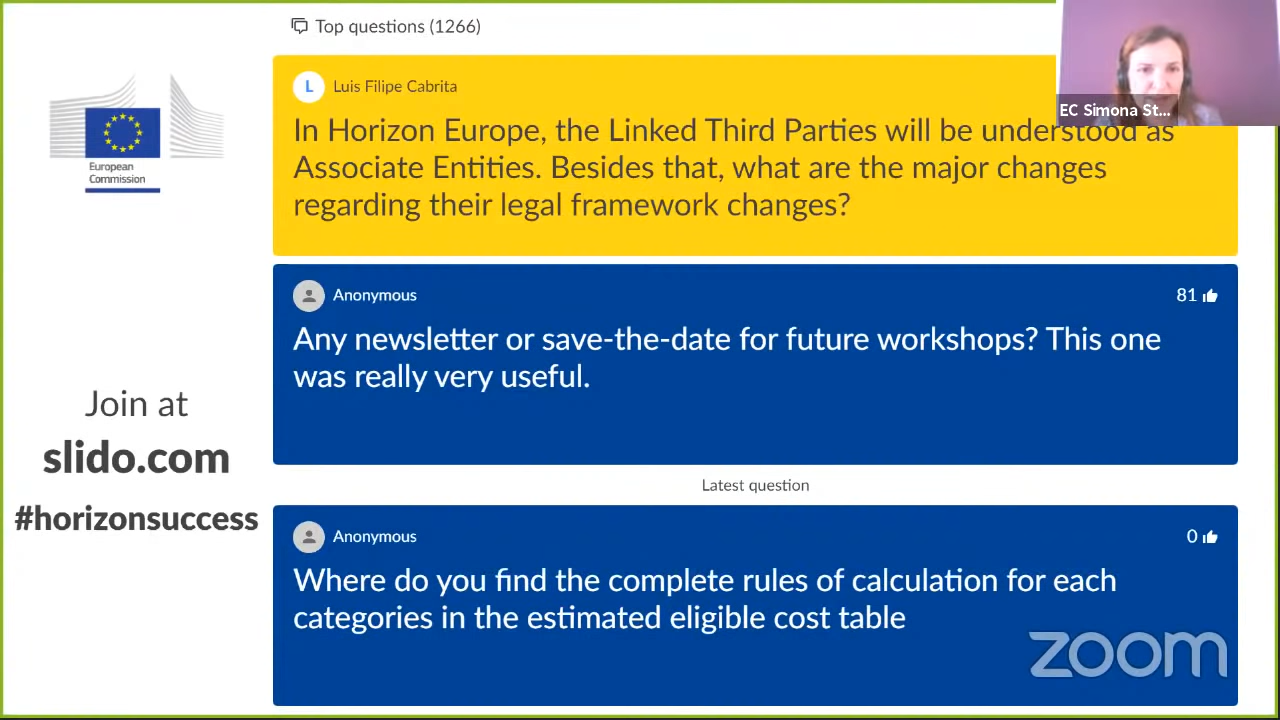 Top questions (1266)
L Luis Filipe Cabrita
EC Simona St...
In Horizon Europe, the Linked Third Parties will be understood as
Associate Entities. Besides that, what are the major changes
regarding their legal framework changes?
European
Commission
Anonymous 81
Any newsletter or save-the-date for future workshops? This one
was really very useful.
Join at
slido.com
#horizonsuccess
Latest question
Anonymous 0
Where do you find the complete rules of calculation for each
categories in the estimated eligible cost table
zoom